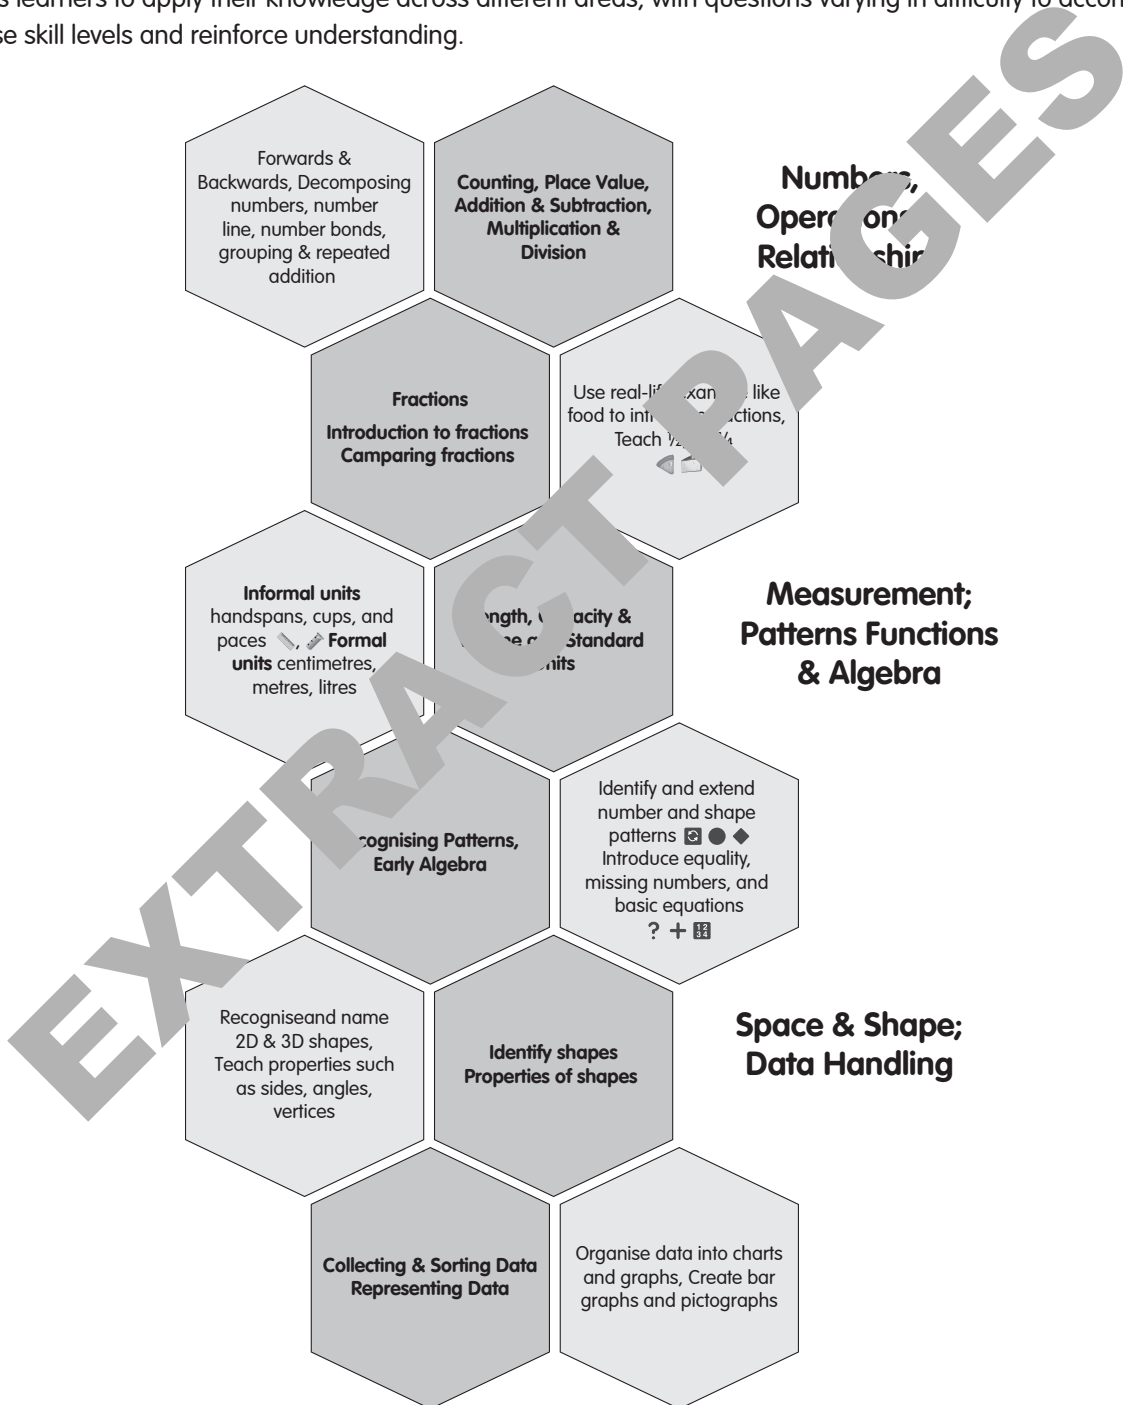 learners to apply their knowledge across different areas, with questions varying in difficulty to
skill levels and reinforce understanding.
Forwards &
Backwards, Decomposing
numbers, number
line, number bonds,
grouping & repeated
addition
Counting, Place Value,
Addition & Subtraction,
Multiplication &
Division
Numbers,
Fractions
Introduction to fractions
Camparing fractions
Use real-life like
food to
Teach ½
Informal units
handspans, cups, and
paces , Formal
units centimetres,
metres, litres
&
Standard
Measurement;
Patterns Functions
& Algebra
Patterns,
Early Algebra
Identify and extend
number and shape
patterns
Introduce equality,
missing numbers, and
basic equations
? +
Recogniseand name
2D & 3D shapes,
Teach properties such
as sides, angles,
vertices
Identify shapes
Properties of shapes
Space & Shape;
Data Handling
Collecting & Sorting Data
Representing Data
Organise data into charts
and graphs, Create bar
graphs and pictographs
EXTRACT PAGES